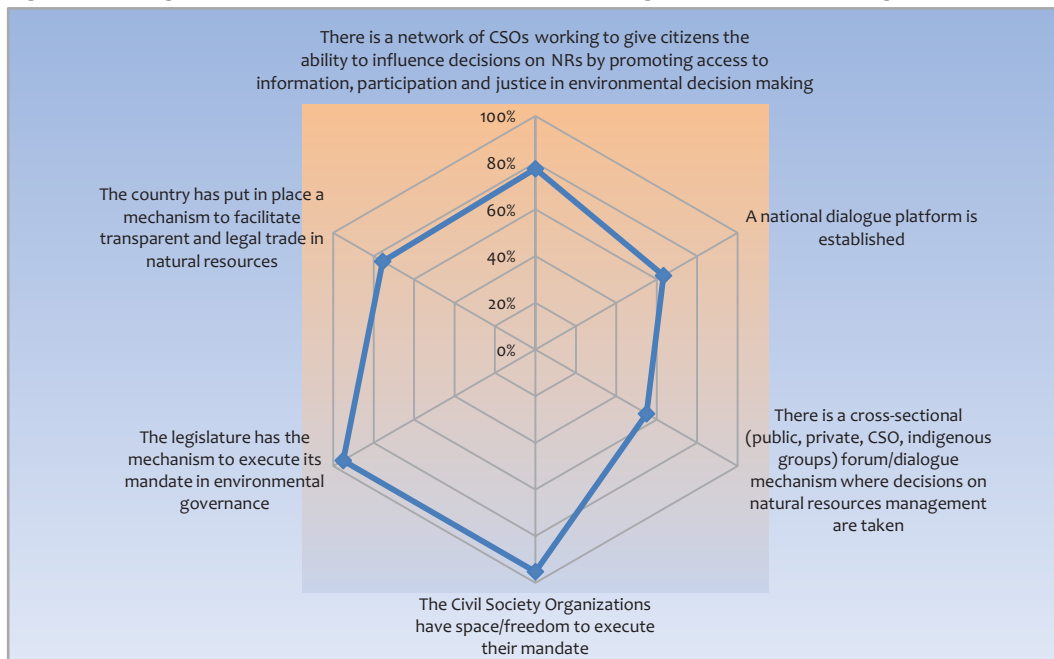 There is a network of CSOs working to give citizens the
ability to influence decisions on NRs by promoting access to
information, participation and justice in environmental decision making
100%
80%
60%
40%
20%
0%
A national dialogue platform is
established
There is a cross-sectional
(public, private, CSO, indigenous
groups) forum/dialogue
mechanism where decisions on
natural resources management
are taken
The Civil Society Organizations
have space/freedom to execute
their mandate
The legislature has the
mechanism to execute its
mandate in environmental
governance
The country has put in place a
mechanism to facilitate
transparent and legal trade in
natural resources